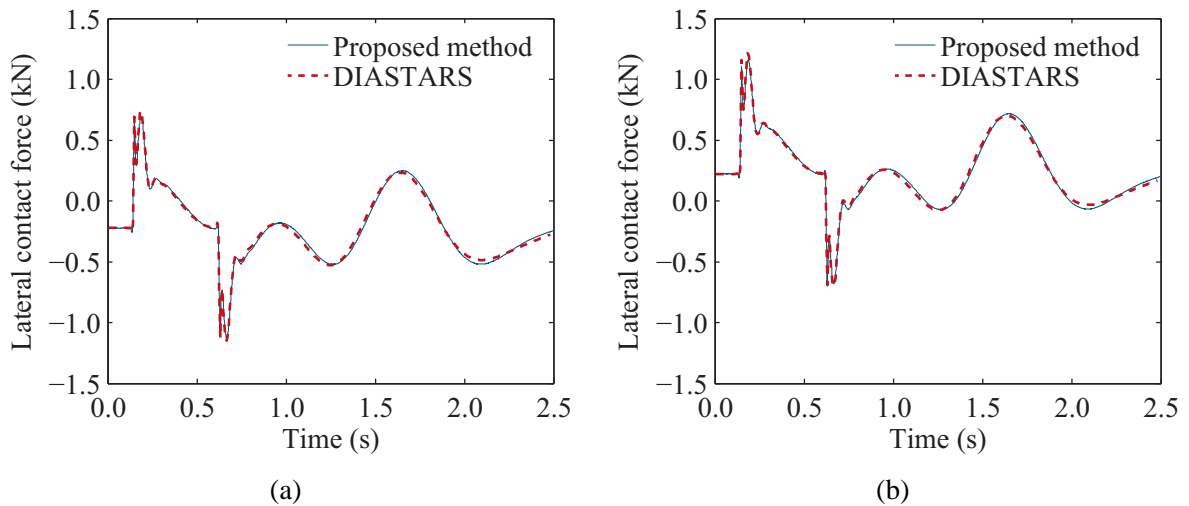 Lateral contact force (kN)
1.5
1.0
0.5
0.0
−0.5
−1.0
−1.5
Proposed method
DIASTARS
0.0 0.5 1.0 1.5 2.0 2.5
Time (s)
(a)
Lateral contact force (kN)
1.5
1.0
0.5
0.0
−0.5
−1.0
−1.5
Proposed method
DIASTARS
0.0 0.5 1.0 1.5 2.0 2.5
Time (s)
(b)